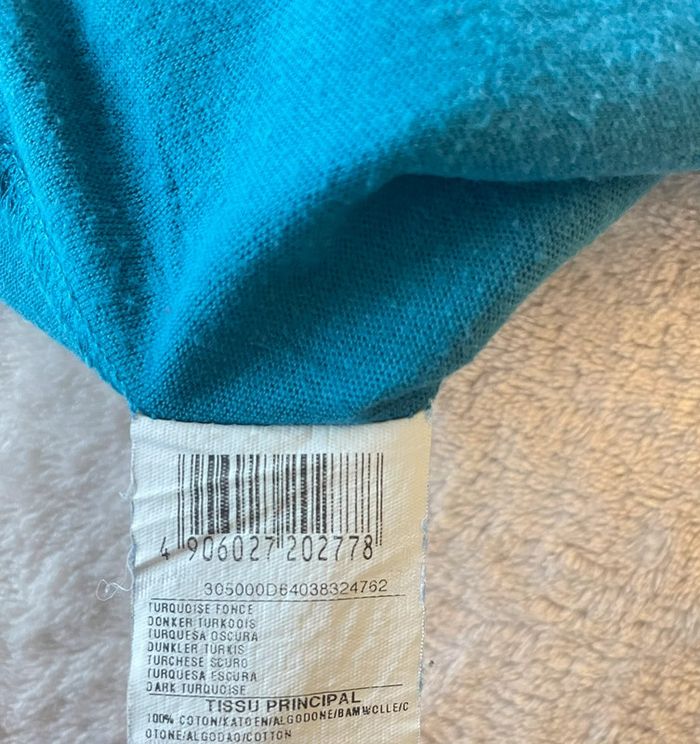 4 906027 202778
305000D64038324762
TURQUOISE FONCE
DONKER TURKOOIS
TURQUESA OSCURA
DUNKLER TURKIS
TURCHESE SCURO
TURQUESA ESCURA
DARK TURQUOISE
TISSU PRINCIPAL
100% COTON/KATOEN/ALGODONE/BAMWOLLE/C
OTONE/ALGODAO/COTTON